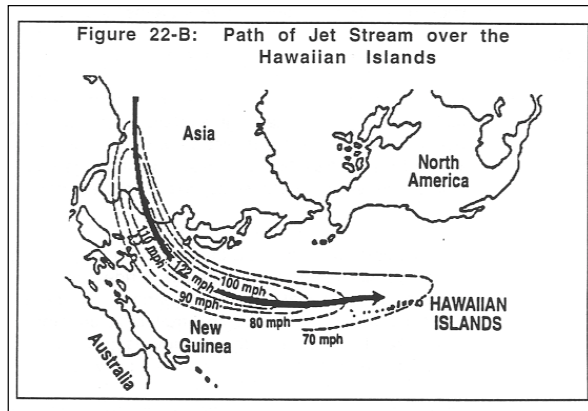 Figure 22-B: Path of Jet Stream over the
Hawaiian Islands
Asia
North
America
110 mph
122 mph
100 mph
90 mph
80 mph
70 mph
HAWAIIAN
ISLANDS
New
Guinea
Australia